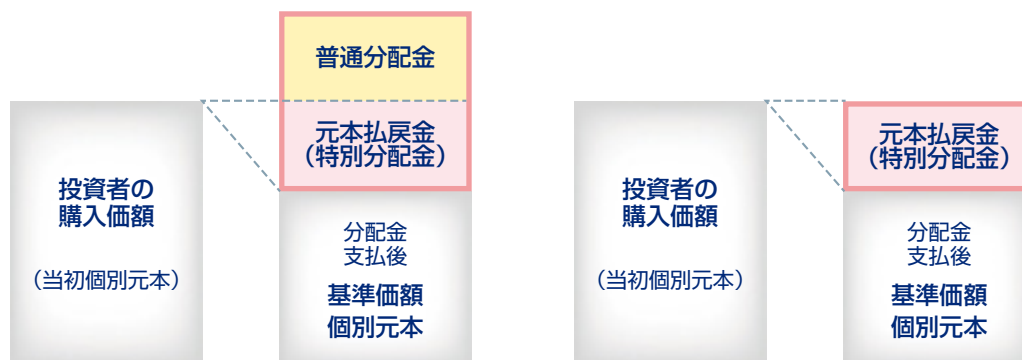 普通分配金
元本払戻金
（特別分配金）
投資者の
購入価額
（当初個別元本）
分配金
支払後
基準価額
個別元本
元本払戻金
（特別分配金）
投資者の
購入価額
（当初個別元本）
分配金
支払後
基準価額
個別元本